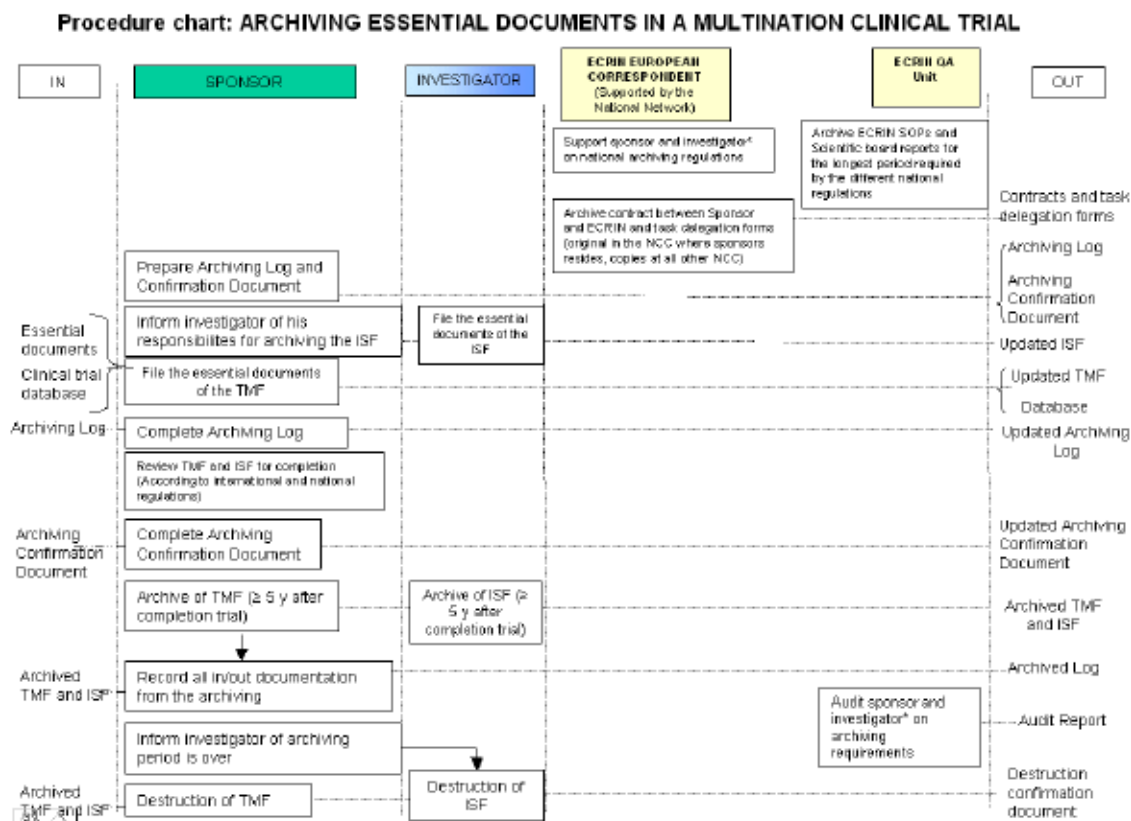 Procedure chart: ARCHIVING ESSENTIAL DOCUMENTS IN A MULTINATION CLINICAL TRIAL
IN
SPONSOR
INVESTIGATOR
ECRIN EUROPEAN
CORRESPONDENT
(Supported by the
National Network)
ECRIN QA
Unit
OUT
Support sponsor and investigator*
on national archiving regulations
Archive ECRIN SOPs and
Scientific board reports for
the longest period required
by the different national
regulations
Archive contract between Sponsor
and ECRIN and task delegation forms
(original in the NCC where sponsors
resides, copies at all other NCC)
Contracts and task
delegation forms
Prepare Archiving Log and
Confirmation Document
Archiving Log
Archiving
Confirmation
Document
Essential
documents
Clinical trial
database
Inform investigator of his
responsibilites for archiving the ISF
File the essential
documents of the
ISF
Updated ISF
File the essential documents
of the TMF
Updated TMF
Database
Archiving Log
Complete Archiving Log
Updated Archiving
Log
Review TMF and ISF for completion
(According to international and national
regulations)
Archiving
Confirmation
Document
Complete Archiving
Confirmation Document
Updated Archiving
Confirmation
Document
Archive of TMF (≥ 5 y after
completion trial)
Archive of ISF (≥
5 y after
completion trial)
Archived TMF
and ISF
Archived
TMF and ISF
Record all in/out documentation
from the archiving
Archived Log
Audit sponsor and
investigator* on
archiving
requirements
Audit Report
Inform investigator of archiving
period is over
Archived
TMF and ISF
Destruction of TMF
Destruction of
ISF
Destruction
confirmation
document